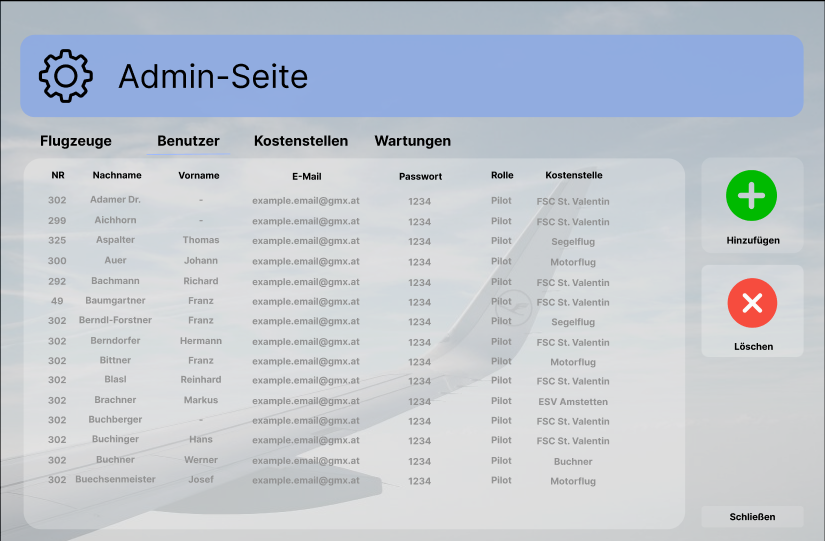 Admin-Seite
Flugzeuge Benutzer Kostenstellen Wartungen
NR Nachname Vorname E-Mail Passwort Rolle Kostenstelle
302 Adamer Dr. - example.email@gmx.at 1234 Pilot FSC St. Valentin
299 Aichhorn - example.email@gmx.at 1234 Pilot FSC St. Valentin
325 Aspalter Thomas example.email@gmx.at 1234 Pilot Segelflug
300 Auer Johann example.email@gmx.at 1234 Pilot Motorflug
292 Bachmann Richard example.email@gmx.at 1234 Pilot FSC St. Valentin
49 Baumgartner Franz example.email@gmx.at 1234 Pilot FSC St. Valentin
302 Berndl-Forstner Franz example.email@gmx.at 1234 Pilot Segelflug
302 Berndorfer Hermann example.email@gmx.at 1234 Pilot FSC St. Valentin
302 Bittner Franz example.email@gmx.at 1234 Pilot Motorflug
302 Blasl Reinhard example.email@gmx.at 1234 Pilot FSC St. Valentin
302 Brachner Markus example.email@gmx.at 1234 Pilot ESV Amstetten
302 Buchberger - example.email@gmx.at 1234 Pilot FSC St. Valentin
302 Buchinger Hans example.email@gmx.at 1234 Pilot FSC St. Valentin
302 Buchner Werner example.email@gmx.at 1234 Pilot Buchner
302 Buechsenmeister Josef example.email@gmx.at 1234 Pilot Motorflug
Hinzufügen
Löschen
Schließen